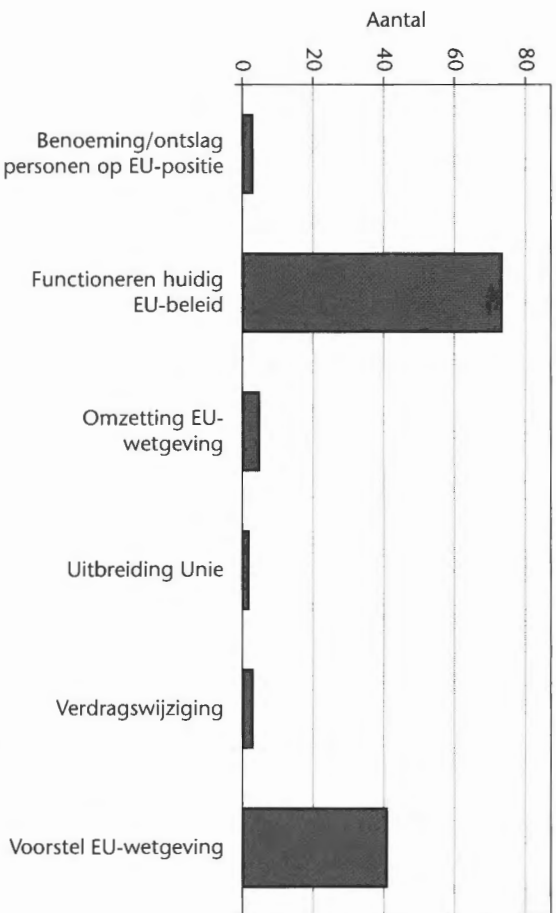 Aantal
0
20
40
60
80
Benoeming/ontslag
personen op EU-positie
Functioneren huidig
EU-beleid
Omzetting EU-
wetgeving
Uitbreiding Unie
Verdragswijziging
Voorstel EU-wetgeving